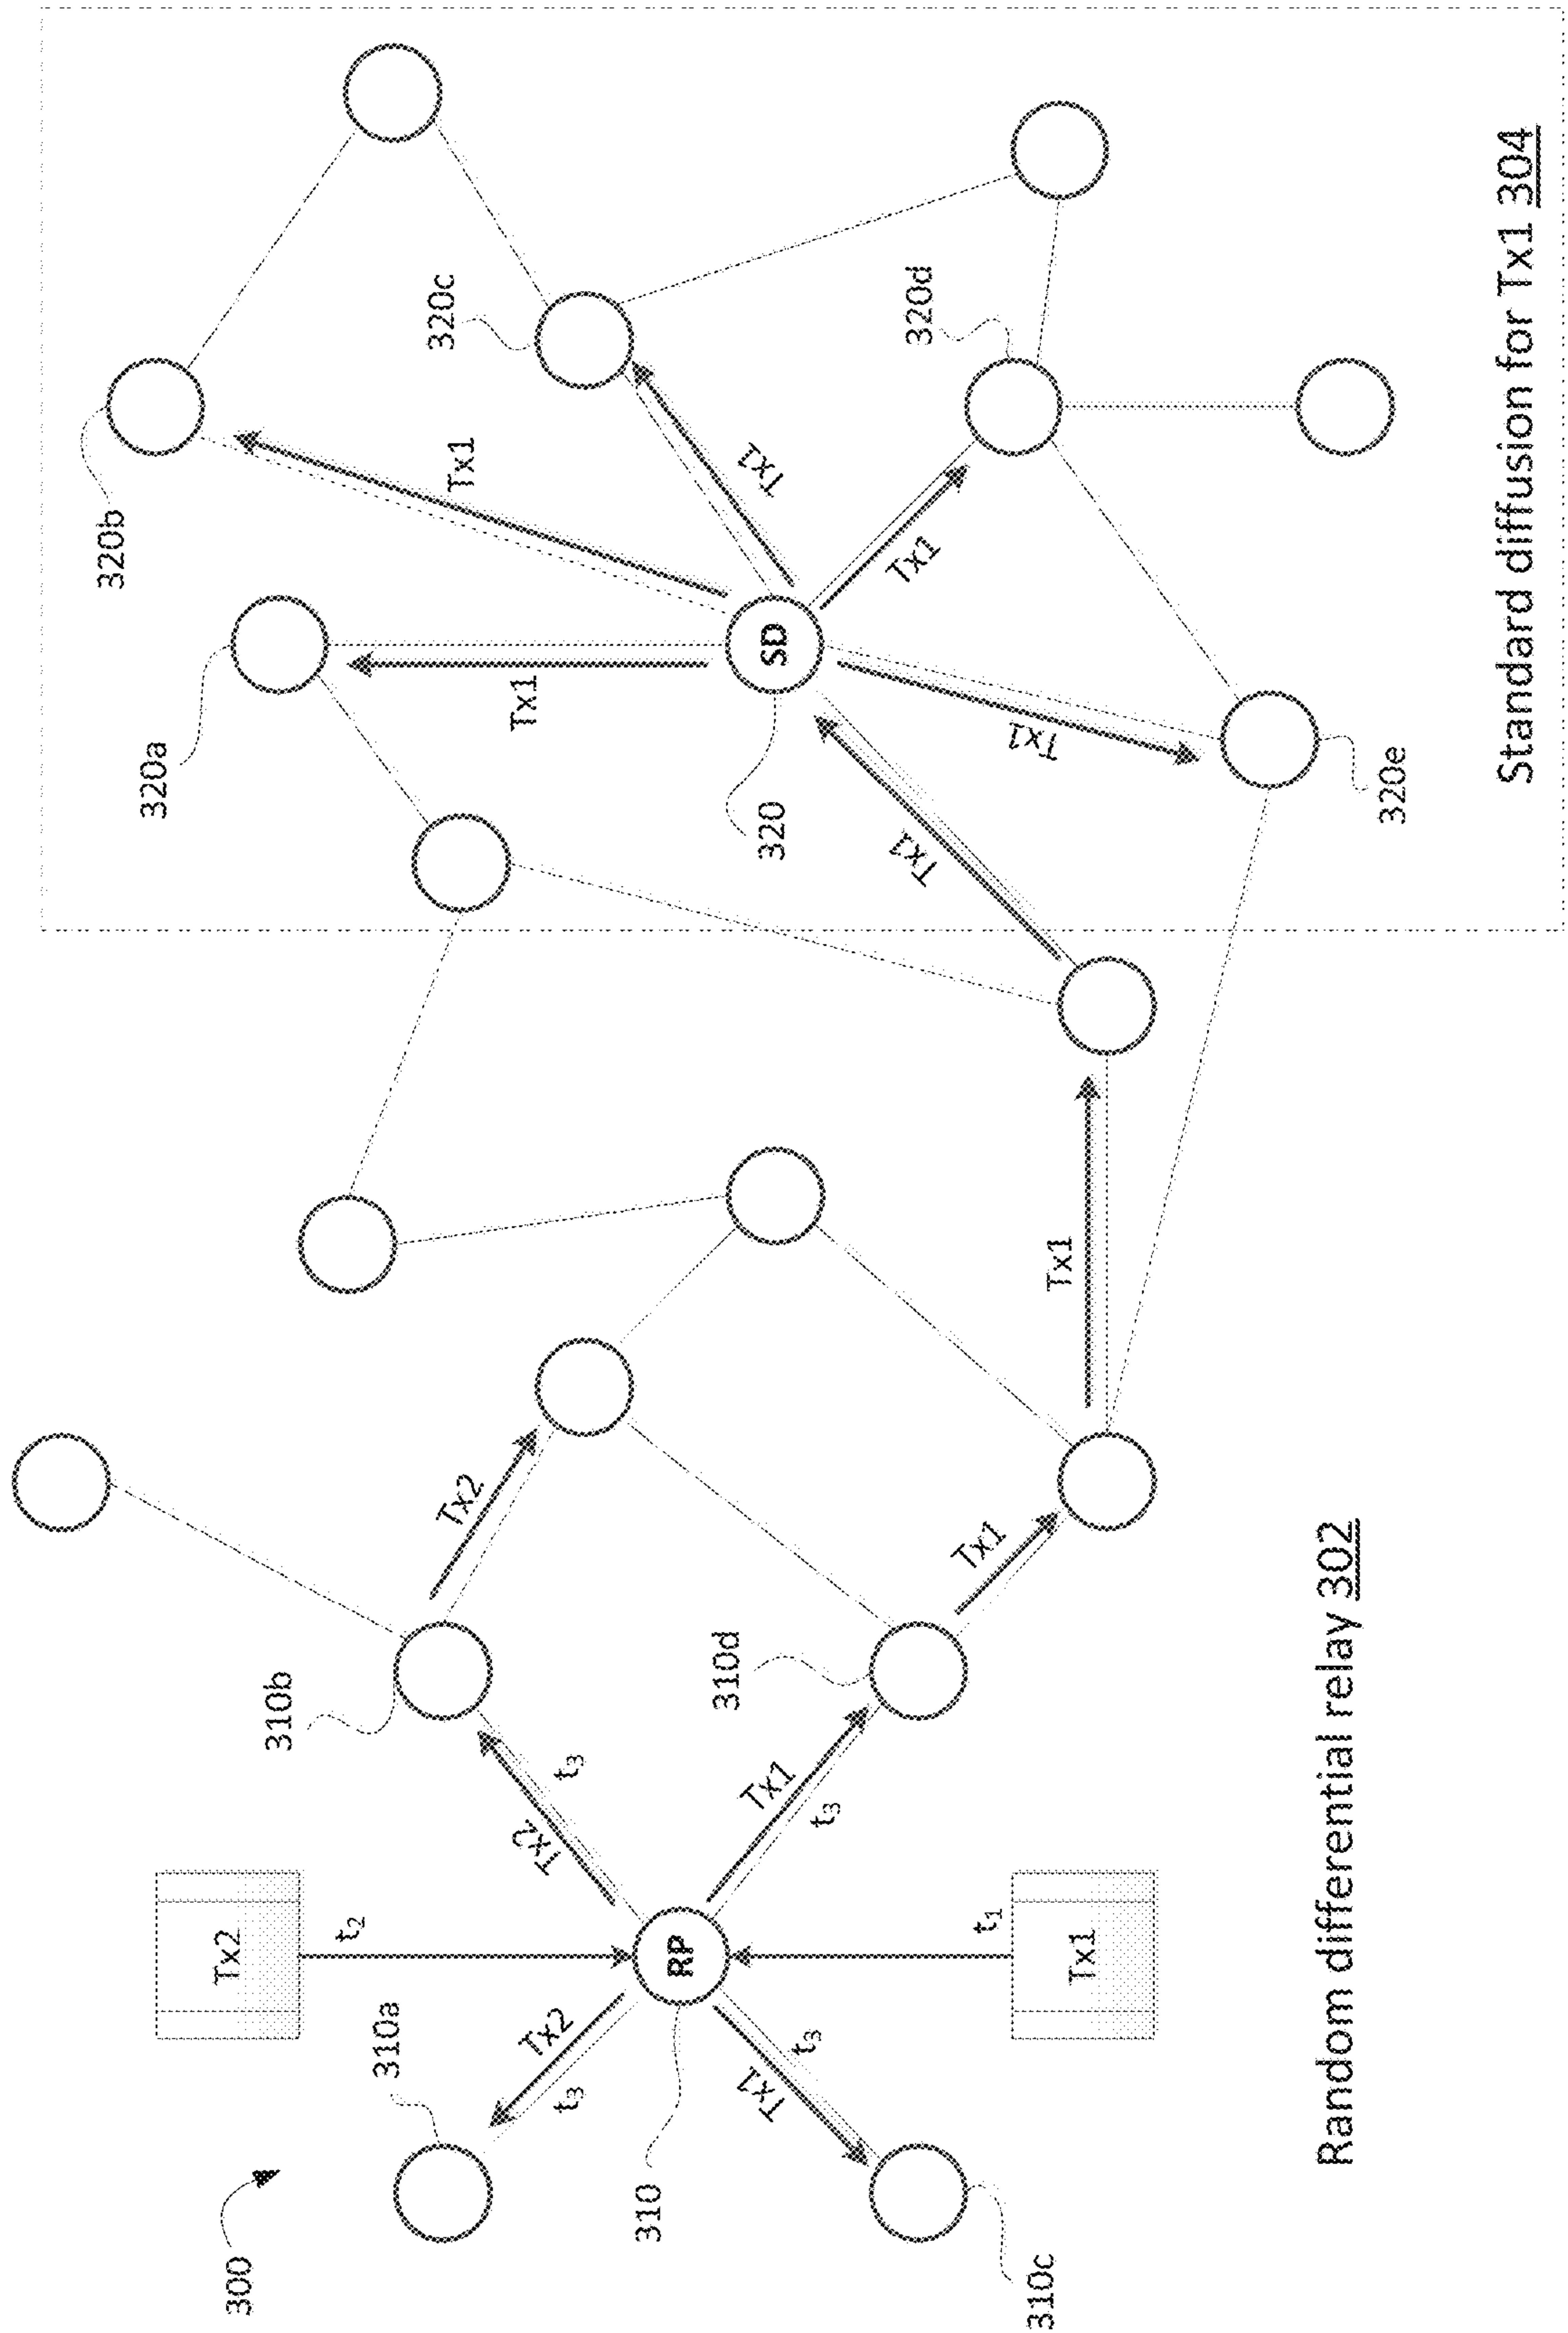 300
310a
Tx2
t₂
310b
Tx2
t₃
Tx2
t₃
Tx2
310
RP
310d
Tx1
t₃
Tx1
t₃
t₁
Tx1
310c
Tx1
Tx1
Tx1
Random differential relay 302
320a
320b
Tx1
Tx1
320c
Tx1
320
SD
320d
Tx1
Tx1
320e
Standard diffusion for Tx1 304